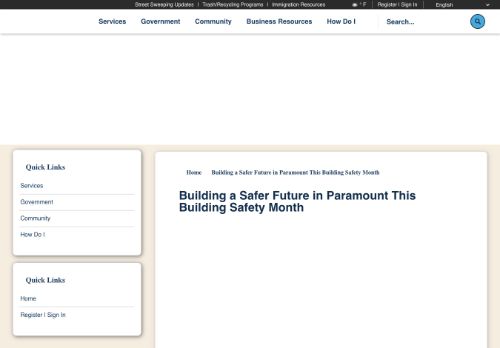 Street Sweeping Updates | Trash/Recycling Programs | Immigration Resources
° F
Register | Sign In
English
Services
Government
Community
Business Resources
How Do I
Search...
Quick Links
Services
Government
Community
How Do I
Quick Links
Home
Register | Sign In
Home
Building a Safer Future in Paramount This Building Safety Month
Building a Safer Future in Paramount This
Building Safety Month